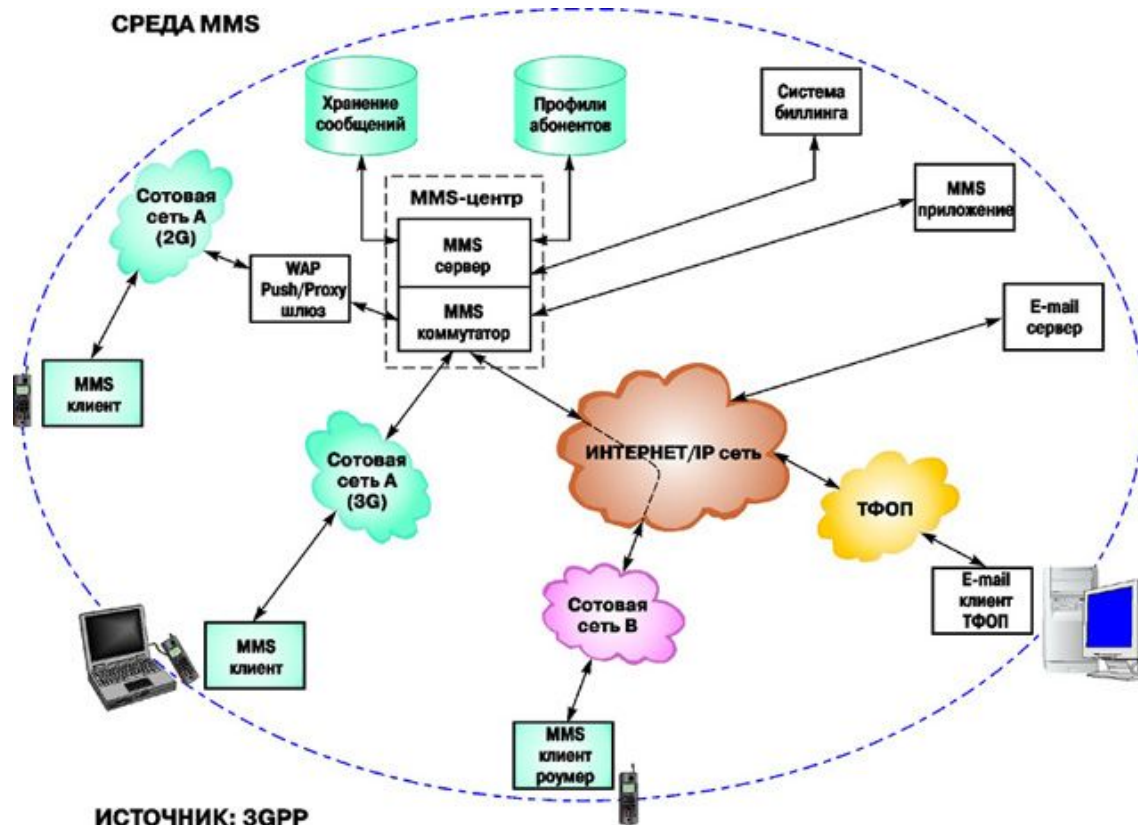 СРЕДА MMS
Хранение
сообщений
Профили
абонентов
Система
биллинга
MMS
приложение
E-mail
сервер
MMS-центр
MMS
сервер
MMS
коммутатор
Сотовая
сеть А
(2G)
WAP
Push/Proxy
шлюз
MMS
клиент
Сотовая
сеть А
(3G)
MMS
клиент
ИНТЕРНЕТ/IP сеть
ТФОП
E-mail
клиент
ТФОП
Сотовая
сеть В
MMS
клиент
роумер
ИСТОЧНИК: 3GPP